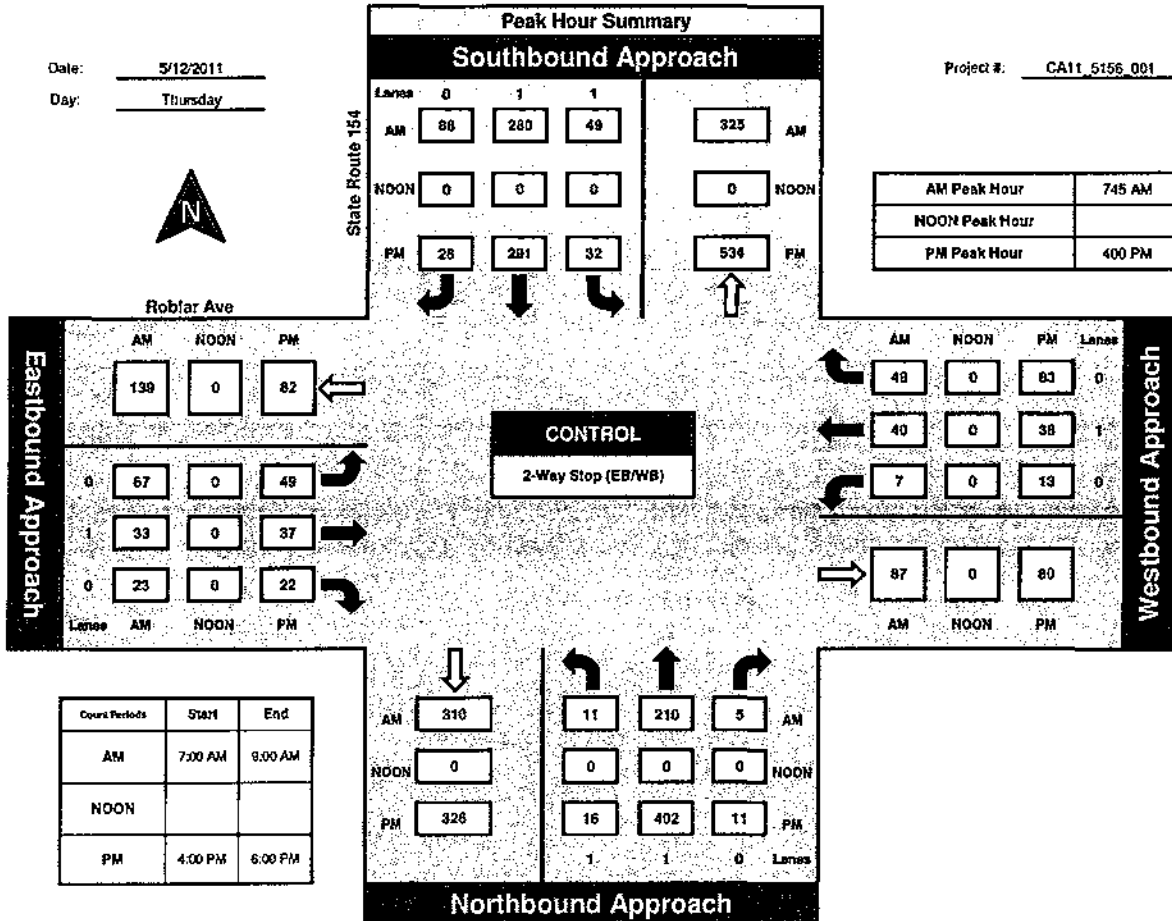 Peak Hour Summary
Southbound Approach
Date: 5/12/2011
Day: Thursday
Project #: CA11_5156_001
N
State Route 154
Lanes 0 1 1
AM 88 280 49 325 AM
NOON 0 0 0 0 NOON
PM 28 291 32 534 PM
AM Peak Hour 745 AM
NOON Peak Hour
PM Peak Hour 400 PM
Roblar Ave
Eastbound Approach
AM NOON PM
139 0 82
0 67 0 49
1 33 0 37
0 23 0 22
Lanes AM NOON PM
CONTROL
2-Way Stop (EB/WB)
AM NOON PM Lanes
48 0 83 0
40 0 38 1
7 0 13 0
87 0 80
AM NOON PM
Westbound Approach
Count Periods Start End
AM 7:00 AM 9:00 AM
NOON
PM 4:00 PM 6:00 PM
AM 310 11 210 5 AM
NOON 0 0 0 0 NOON
PM 326 16 402 11 PM
1 1 0 Lanes
Northbound Approach